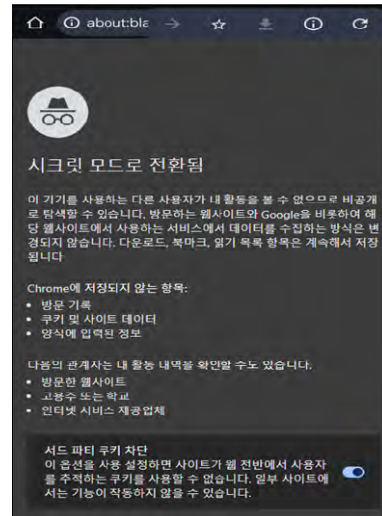 about:bla
시크릿 모드로 전환됨
이 기기를 사용하는 다른 사용자가 내 활동을 볼 수 없으므로 비공개
로 탐색할 수 있습니다. 방문하는 웹사이트와 Google을 비롯하여 해
당 웹사이트에서 사용하는 서비스에서 데이터를 수집하는 방식은 변
경되지 않습니다. 다운로드, 북마크, 읽기 목록 항목은 계속해서 저장
됩니다
Chrome에 저장되지 않는 항목:
• 방문 기록
• 쿠키 및 사이트 데이터
• 양식에 입력된 정보
다음의 관계자는 내 활동 내역을 확인할 수도 있습니다.
• 방문한 웹사이트
• 고용주 또는 학교
• 인터넷 서비스 제공업체
서드 파티 쿠키 차단
이 옵션을 사용 설정하면 사이트가 웹 전반에서 사용자
를 추적하는 쿠키를 사용할 수 없습니다. 일부 사이트에
서는 기능이 작동하지 않을 수 있습니다.